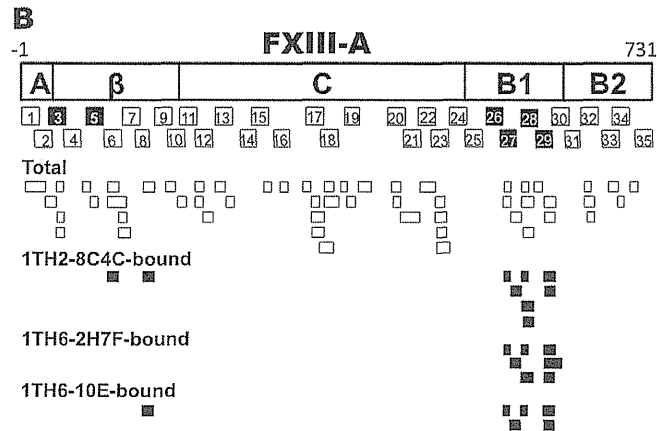 B
FXIII-A
-1 731
A β C B1 B2
1 3 5 7 9 11 13 15 17 19 20 22 24 26 28 30 32 34
2 4 6 8 10 12 14 16 18 21 23 25 27 29 31 33 35
Total
1TH2-8C4C-bound
1TH6-2H7F-bound
1TH6-10E-bound